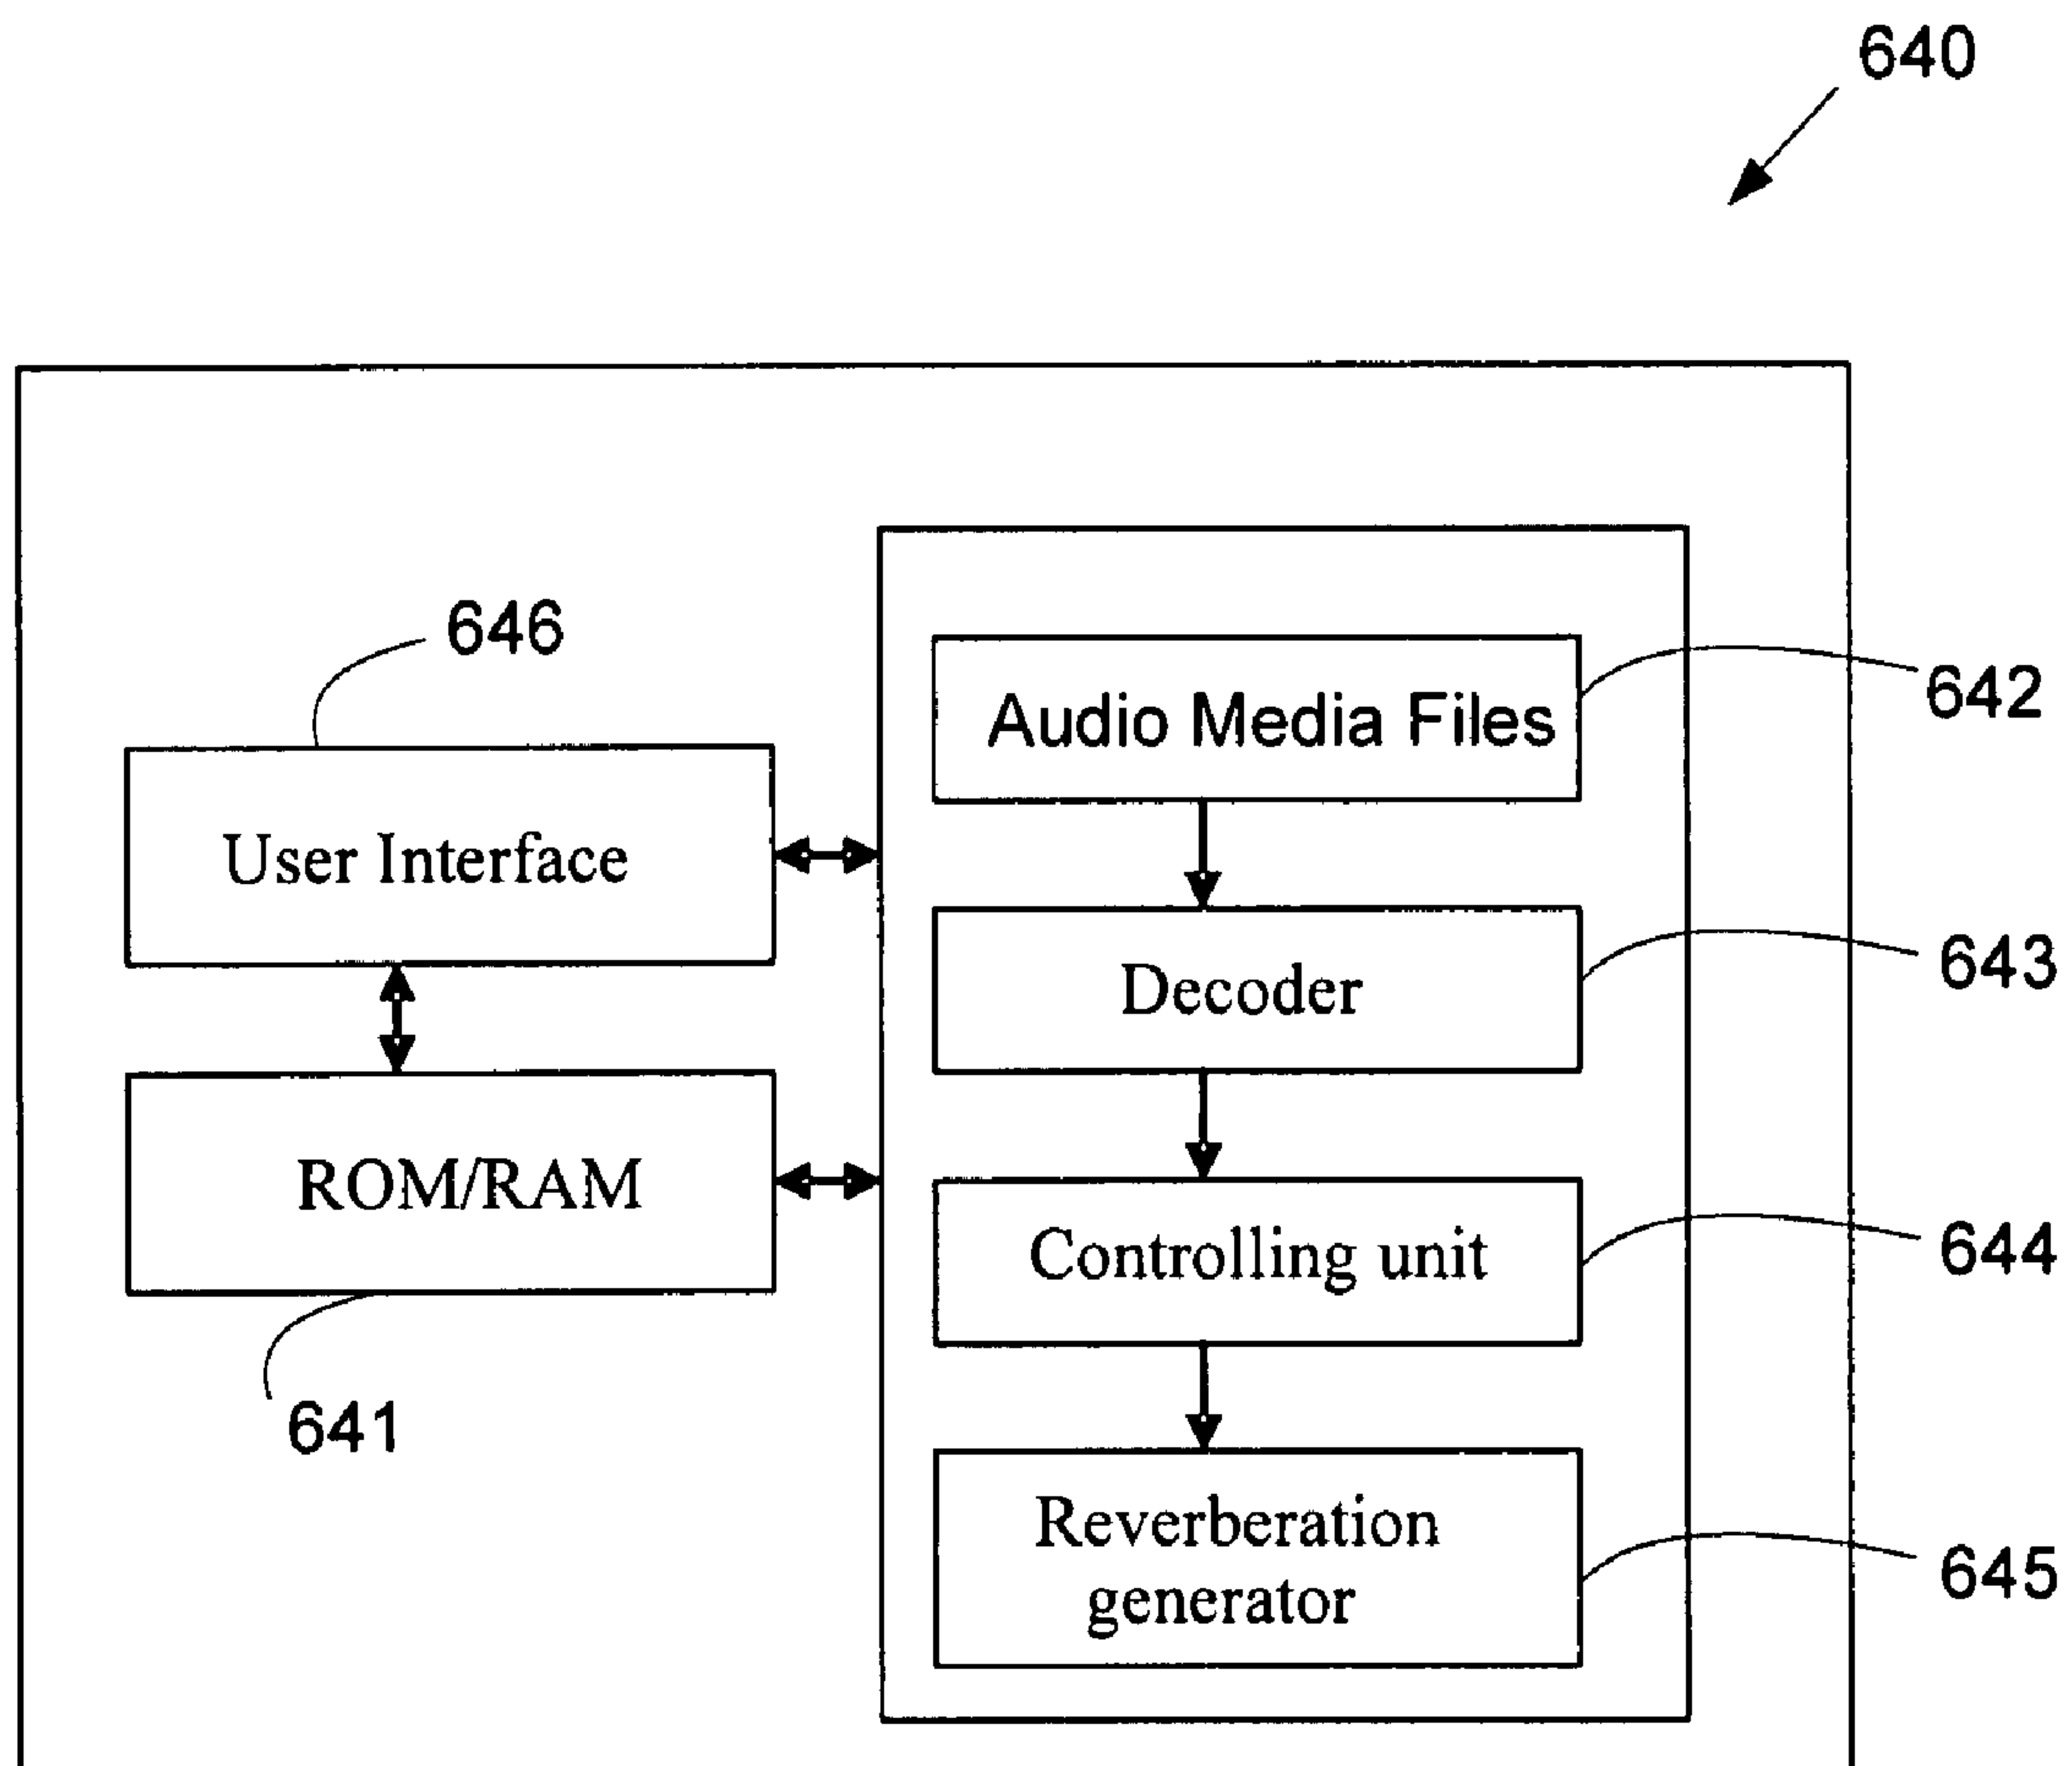 640
646
Audio Media Files
642
User Interface
Decoder
643
ROM/RAM
Controlling unit
644
641
Reverberation
generator
645